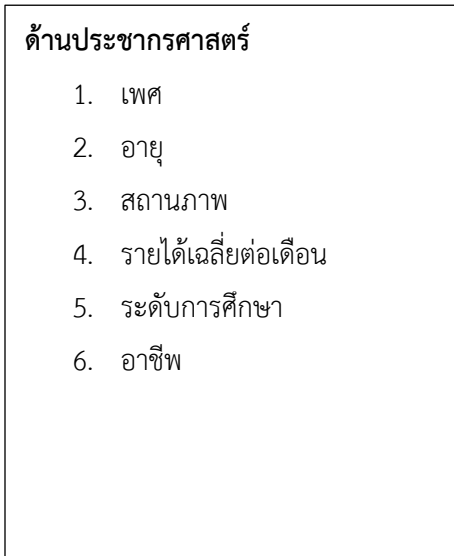 ด้านประชากรศาสตร์
1. เพศ
2. อายุ
3. สถานภาพ
4. รายได้เฉลี่ยต่อเดือน
5. ระดับการศึกษา
6. อาชีพ